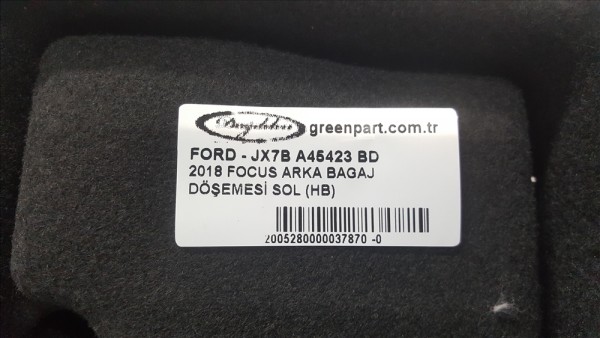 greenpart.com.tr
FORD - JX7B A45423 BD
2018 FOCUS ARKA BAGAJ
DÖŞEMESİ SOL (HB)
2005280000037870 -0